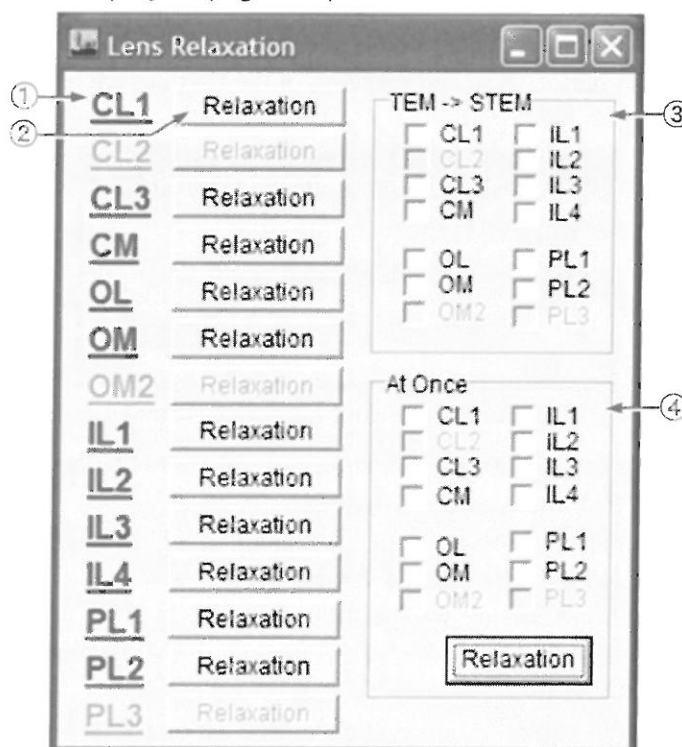 Lens Relaxation
① CL1 Relaxation
②
CL2 Relaxation
CL3 Relaxation
CM Relaxation
OL Relaxation
OM Relaxation
OM2 Relaxation
IL1 Relaxation
IL2 Relaxation
IL3 Relaxation
IL4 Relaxation
PL1 Relaxation
PL2 Relaxation
PL3 Relaxation
TEM -> STEM
③
CL1 IL1
CL2 IL2
CL3 IL3
CM IL4
OL PL1
OM PL2
OM2 PL3
At Once
④
CL1 IL1
CL2 IL2
CL3 IL3
CM IL4
OL PL1
OM PL2
OM2 PL3
Relaxation